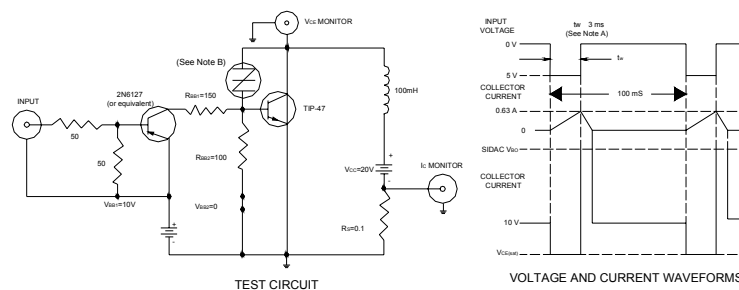 VCE MONITOR
(See Note B)
100mH
2N6127
(or equivalent)
RBB1=150
TIP-47
INPUT
50
50
RBB2=100
VCC=20V
+
-
IC MONITOR
VBB1=10V
VBB2=0
+
-
RS=0.1
TEST CIRCUIT
INPUT
VOLTAGE
tw 3 ms
(See Note A)
0 V
tw
5 V
COLLECTOR
CURRENT
100 mS
0.63 A
0
SIDAC VBO
COLLECTOR
CURRENT
10 V
VCE(sat)
VOLTAGE AND CURRENT WAVEFORMS